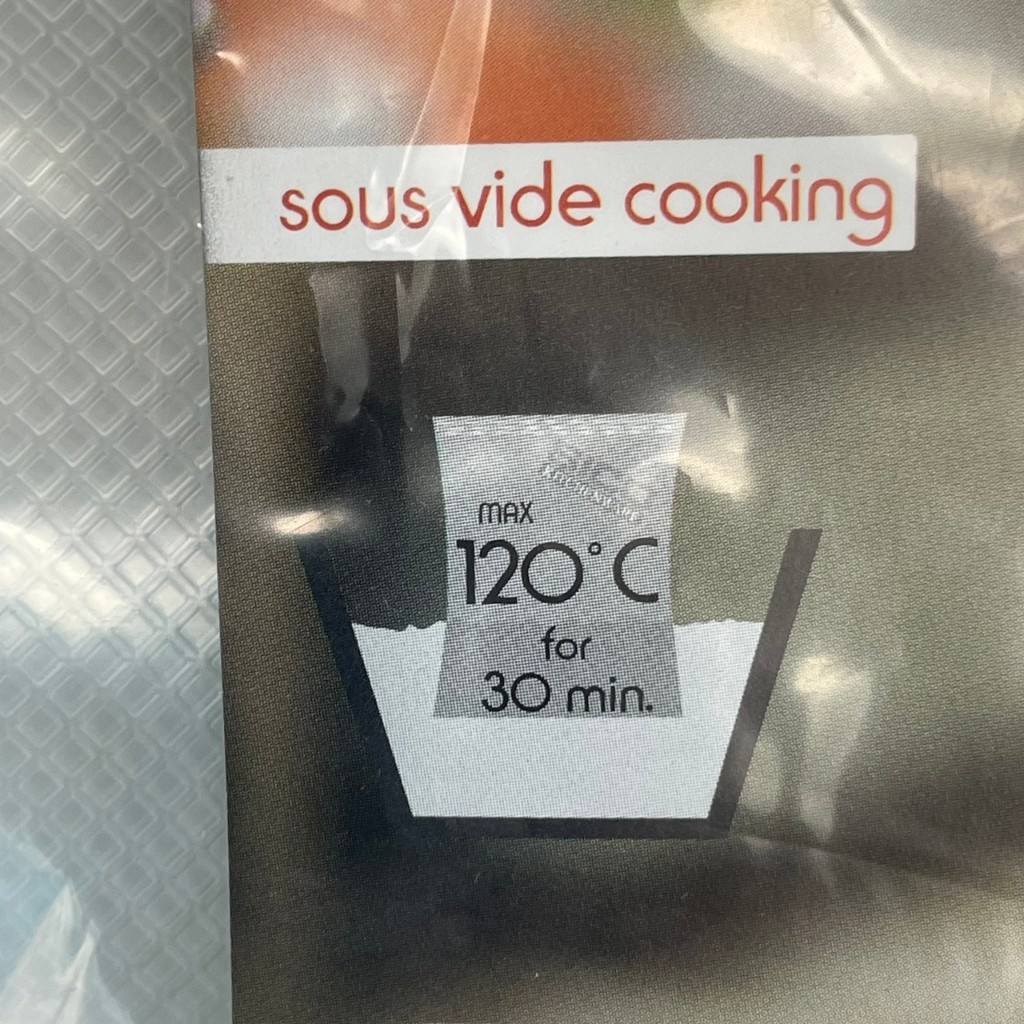 sous vide cooking
MAX
120°C
for
30 min.